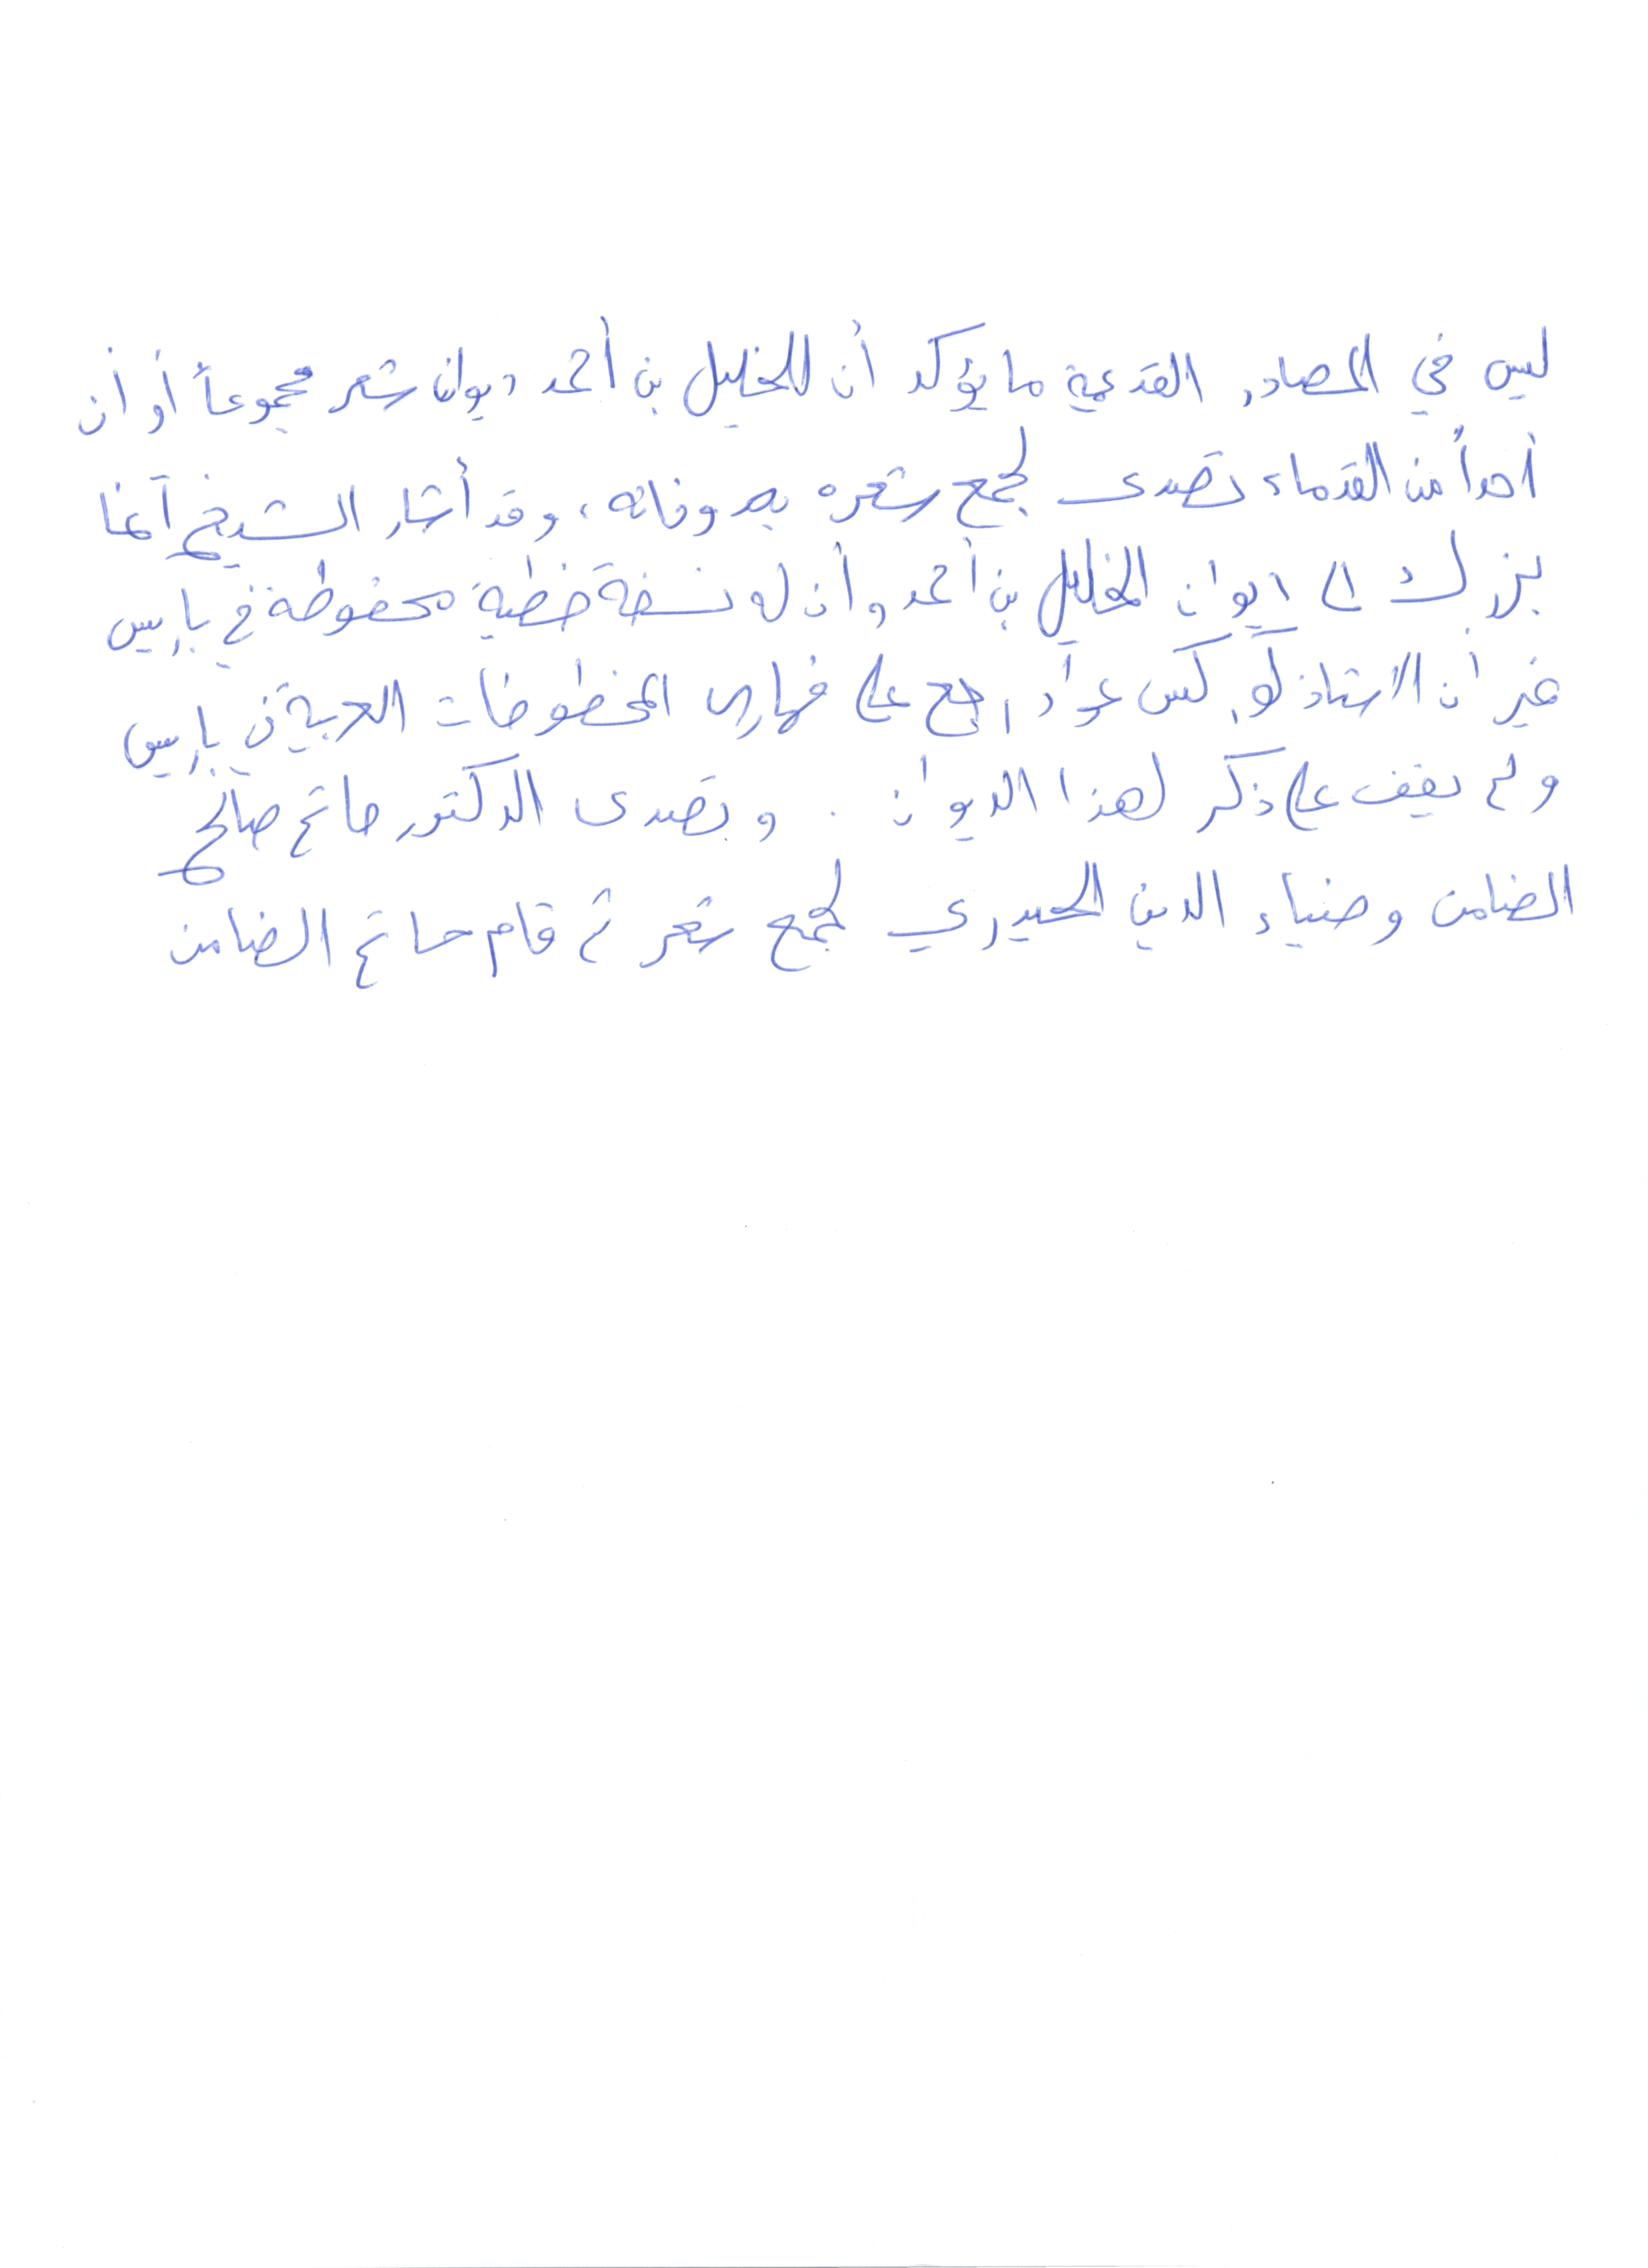 ليس في المصادر القديمة ما يؤكد أن للخليل بن أحمد ديوان شعر مجموعاً أو أن
أحداً من القدماء تصدى لجمع شعره بعد وفاته، وقد أشار الشيخ آغا
بزرك الى ديوان الخليل بن أحمد وأن له نسخة خطية محفوظة في باريس
غير أن الاستاذ كوركيس عواد راجع على فهارس المخطوطات العربية في باريس
ولم يقف على ذكر لهذا الديوان . وتصدى الدكتور حاتم صالح
الضامن وضياء الدين الحيدري لجمع شعر ثم قام حاتم الضامن